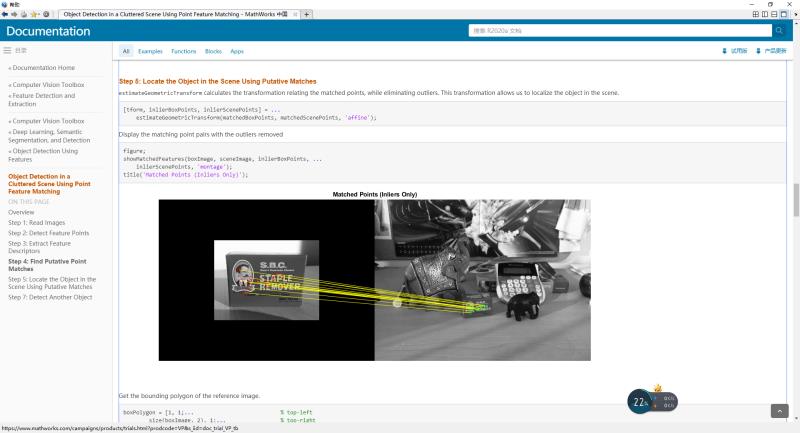 帮助
Object Detection in a Cluttered Scene Using Point Feature Matching - MathWorks 中国
Documentation
搜索 R2020a 文档
目录
All Examples Functions Blocks Apps
试用版 产品更新
« Documentation Home
« Computer Vision Toolbox
« Feature Detection and
Extraction
« Computer Vision Toolbox
« Deep Learning, Semantic
Segmentation, and Detection
« Object Detection Using
Features
Object Detection in a
Cluttered Scene Using Point
Feature Matching
ON THIS PAGE
Overview
Step 1: Read Images
Step 2: Detect Feature Points
Step 3: Extract Feature
Descriptors
Step 4: Find Putative Point
Matches
Step 5: Locate the Object in the
Scene Using Putative Matches
Step 7: Detect Another Object
Step 5: Locate the Object in the Scene Using Putative Matches
estimateGeometricTransform calculates the transformation relating the matched points, while eliminating outliers. This transformation allows us to localize the object in the scene.
[tform, inlierBoxPoints, inlierScenePoints] = ...
estimateGeometricTransform(matchedBoxPoints, matchedScenePoints, 'affine');
Display the matching point pairs with the outliers removed
figure;
showMatchedFeatures(boxImage, sceneImage, inlierBoxPoints, ...
inlierScenePoints, 'montage');
title('Matched Points (Inliers Only)');
Matched Points (Inliers Only)
S.B.C.
STAPLE
REMOVER
Get the bounding polygon of the reference image.
boxPolygon = [1, 1;... % top-left
size(boxImage, 2), 1;... % top-right
22%
https://www.mathworks.com/campaigns/products/trials.html?prodcode=VP&s_iid=doc_trial_VP_tb